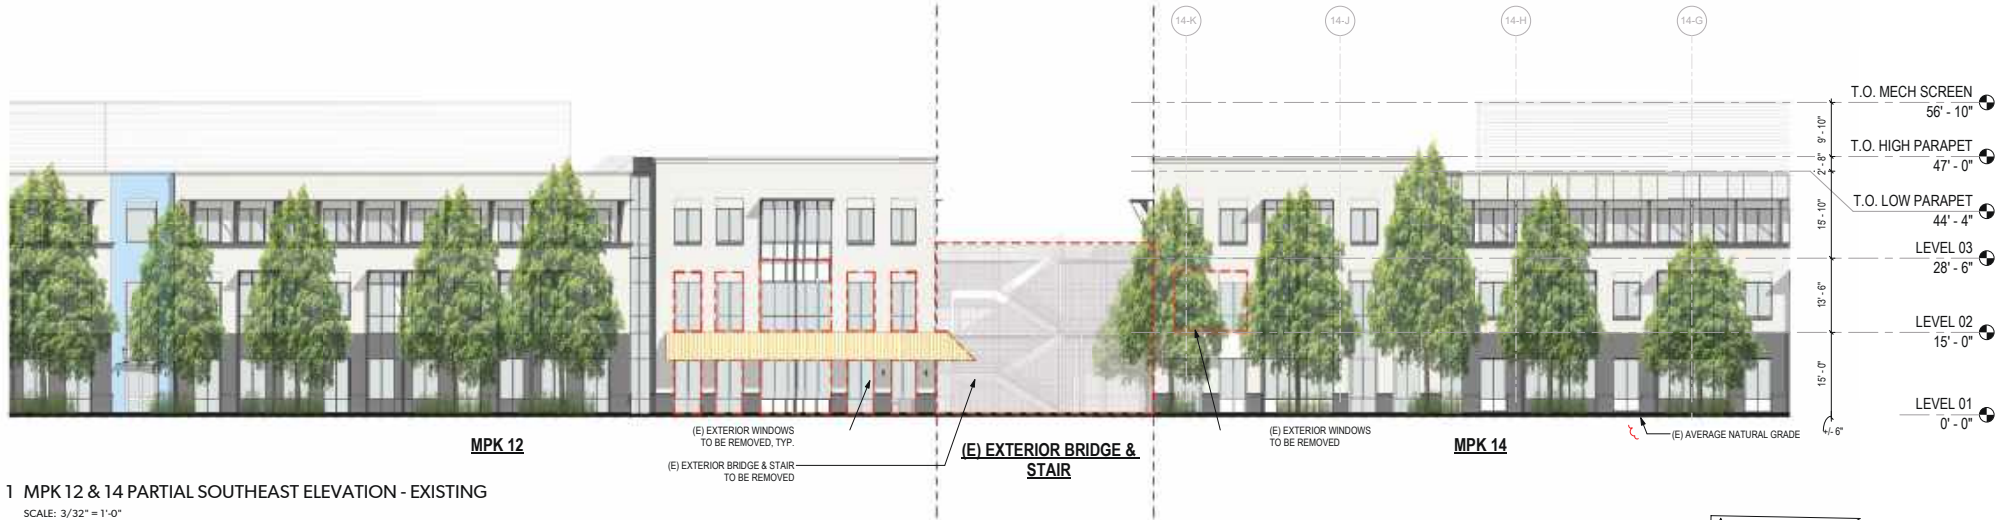 14-K
14-J
14-H
14-G
T.O. MECH SCREEN
56' - 10"
9' - 10"
T.O. HIGH PARAPET
47' - 0"
2' - 8"
T.O. LOW PARAPET
44' - 4"
15' - 10"
LEVEL 03
28' - 6"
13' - 6"
LEVEL 02
15' - 0"
15' - 0"
LEVEL 01
0' - 0"
+/- 6"
(E) AVERAGE NATURAL GRADE
MPK 12
(E) EXTERIOR WINDOWS
TO BE REMOVED, TYP.
(E) EXTERIOR BRIDGE & STAIR
TO BE REMOVED
(E) EXTERIOR BRIDGE &
STAIR
(E) EXTERIOR WINDOWS
TO BE REMOVED
MPK 14
1 MPK 12 & 14 PARTIAL SOUTHEAST ELEVATION - EXISTING
SCALE: 3/32" = 1'-0"